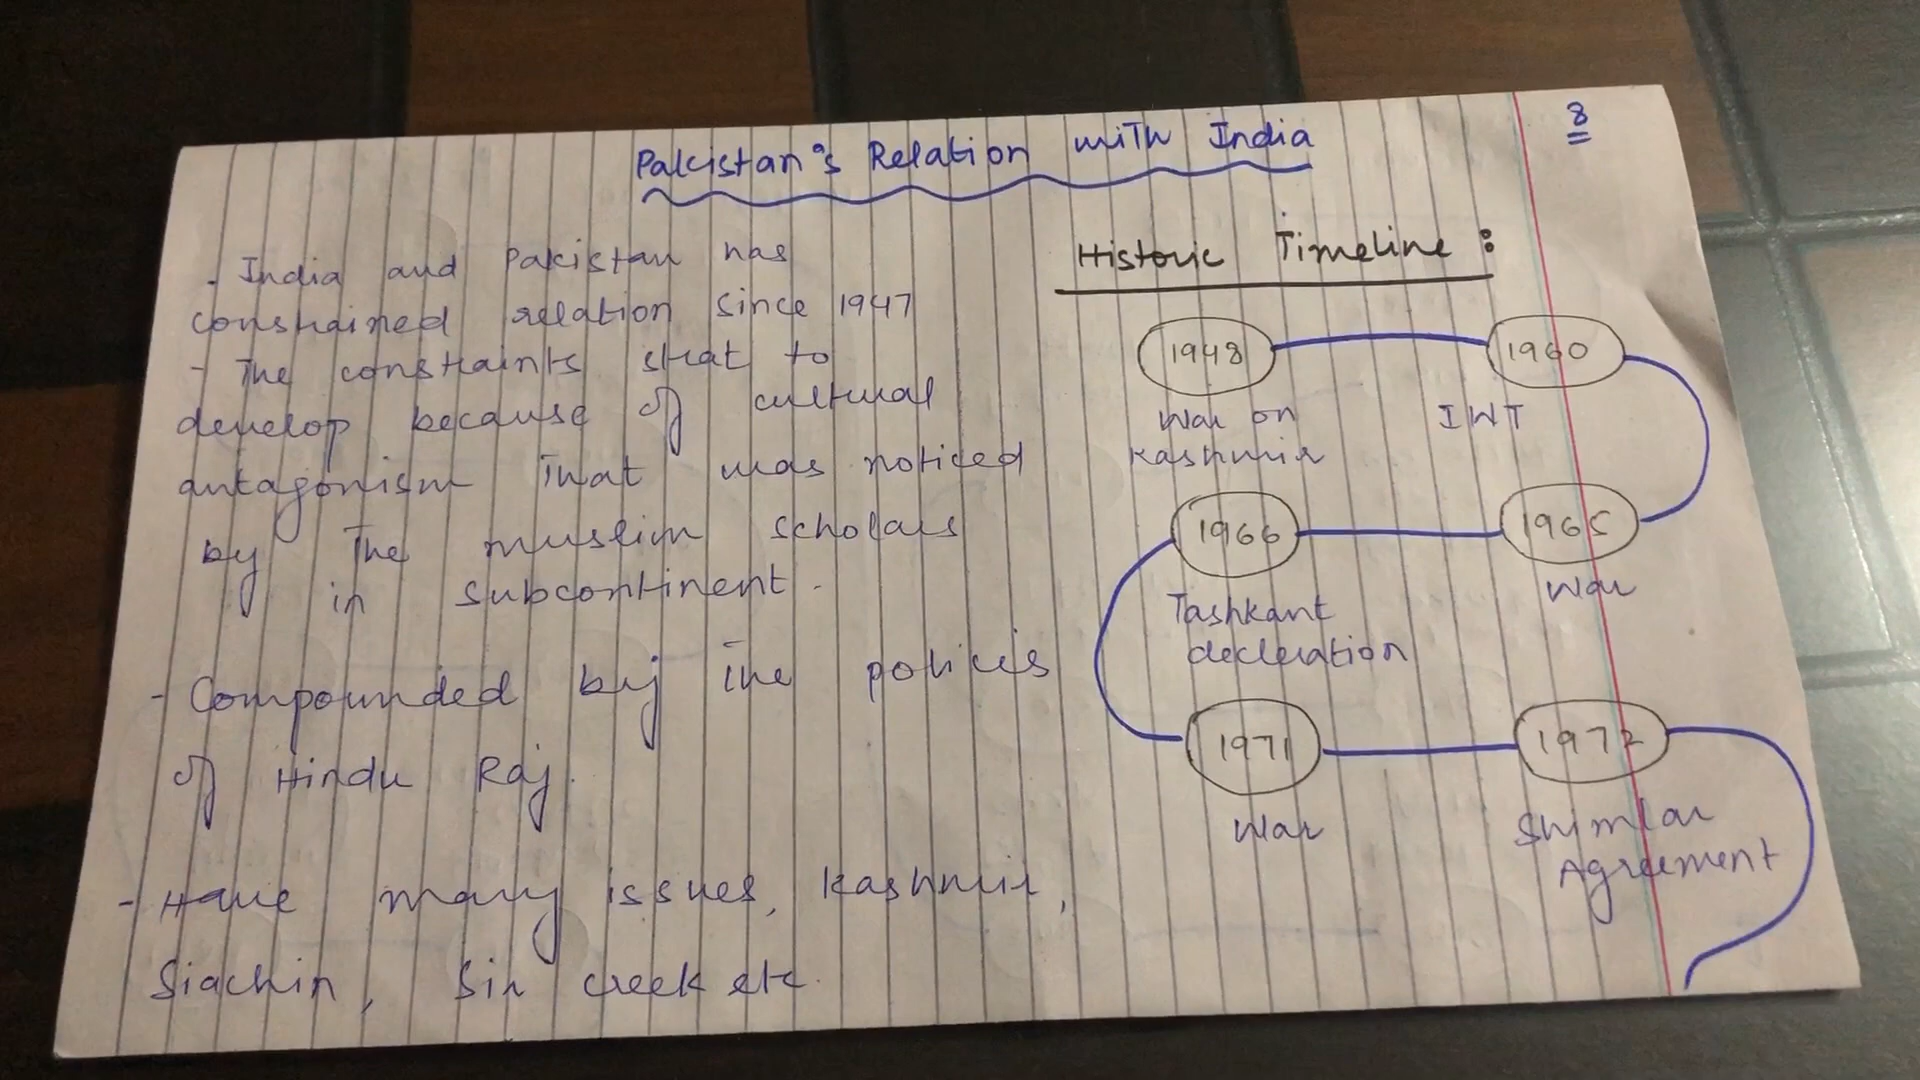 8
Pakistan's Relation with India
- India and Pakistan has
constrained relation since 1947
- The constraints strat to
develop because of cultural
antagonism that was noticed
by the muslim scholars
in subcontinent.
- Compounded by the policies
of Hindu Raj.
- Have many issues, Kashmir,
Siachin, Sir creek etc.
Historic Timeline :
1948 1960
War on IWT
Kashmir
1966 1965
Tashkant War
decleration
1971 1972
War Shimlar
Agreement